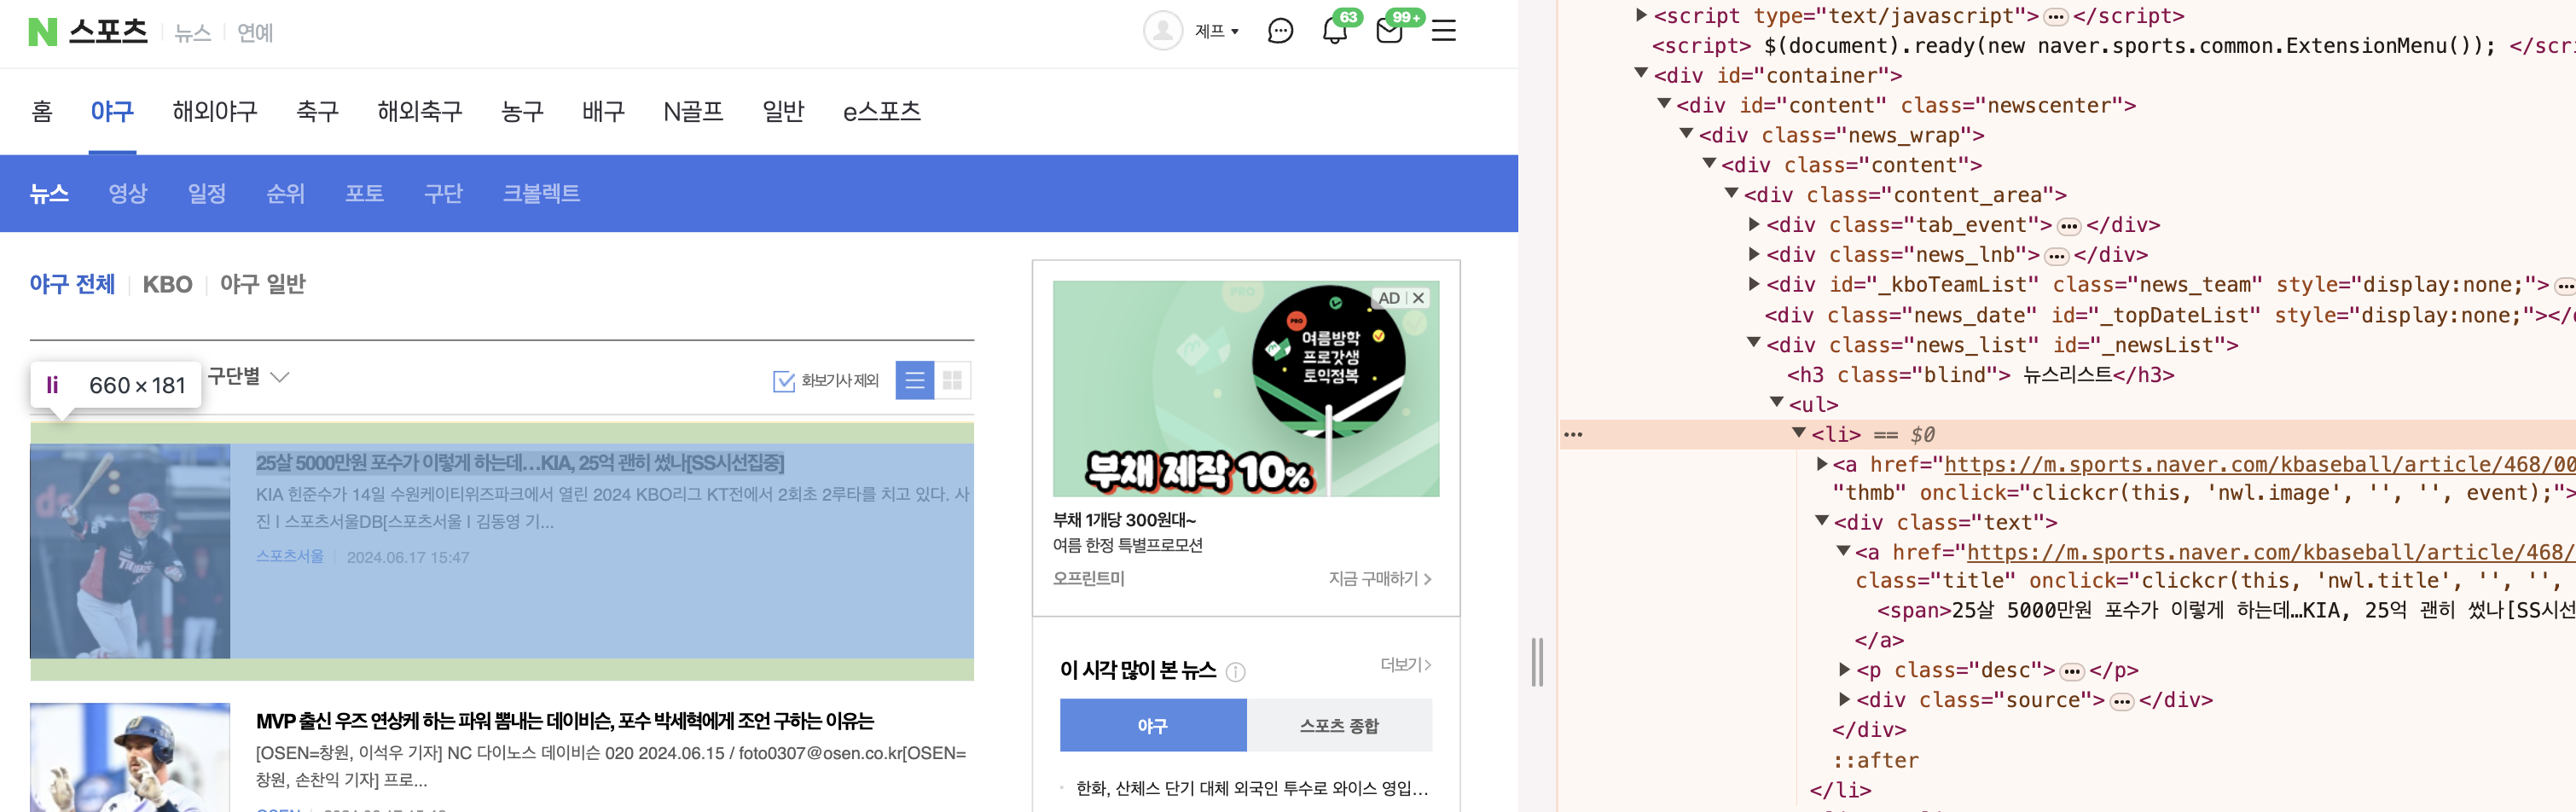 N 스포츠 뉴스 연예
제프 63 99+
홈 야구 해외야구 축구 해외축구 농구 배구 N골프 일반 e스포츠
뉴스 영상 일정 순위 포토 구단 크볼렉트
야구 전체 KBO 야구 일반
li 660 × 181
구단별
화보기사 제외
25살 5000만원 포수가 이렇게 하는데…KIA, 25억 괜히 썼나[SS시선집중]
KIA 힌준수가 14일 수원케이티위즈파크에서 열린 2024 KBO리그 KT전에서 2회초 2루타를 치고 있다. 사
진 | 스포츠서울DB[스포츠서울 | 김동영 기...
스포츠서울 2024.06.17 15:47
MVP 출신 우즈 연상케 하는 파워 뽐내는 데이비슨, 포수 박세혁에게 조언 구하는 이유는
[OSEN=창원, 이석우 기자] NC 다이노스 데이비슨 020 2024.06.15 / foto0307@osen.co.kr[OSEN=
창원, 손찬익 기자] 프로...
AD
PRO
여름방학
프로갓생
토익정복
부채 제작 10%
부채 1개당 300원대~
여름 한정 특별프로모션
오프린트미 지금 구매하기
이 시각 많이 본 뉴스 더보기
야구 스포츠 종합
한화, 산체스 단기 대체 외국인 투수로 와이스 영입...
<script type="text/javascript"> … </script>
<script> $(document).ready(new naver.sports.common.ExtensionMenu()); </scri
<div id="container">
<div id="content" class="newscenter">
<div class="news_wrap">
<div class="content">
<div class="content_area">
<div class="tab_event"> … </div>
<div class="news_lnb"> … </div>
<div id="_kboTeamList" class="news_team" style="display:none;"> …
<div class="news_date" id="_topDateList" style="display:none;"></
<div class="news_list" id="_newsList">
<h3 class="blind"> 뉴스리스트</h3>
<ul>
… <li> == $0
<a href="https://m.sports.naver.com/kbaseball/article/468/00
"thmb" onclick="clickcr(this, 'nwl.image', '', '', event);">
<div class="text">
<a href="https://m.sports.naver.com/kbaseball/article/468/
class="title" onclick="clickcr(this, 'nwl.title', '', '',
<span>25살 5000만원 포수가 이렇게 하는데…KIA, 25억 괜히 썼나[SS시선
</a>
<p class="desc"> … </p>
<div class="source"> … </div>
</div>
::after
</li>